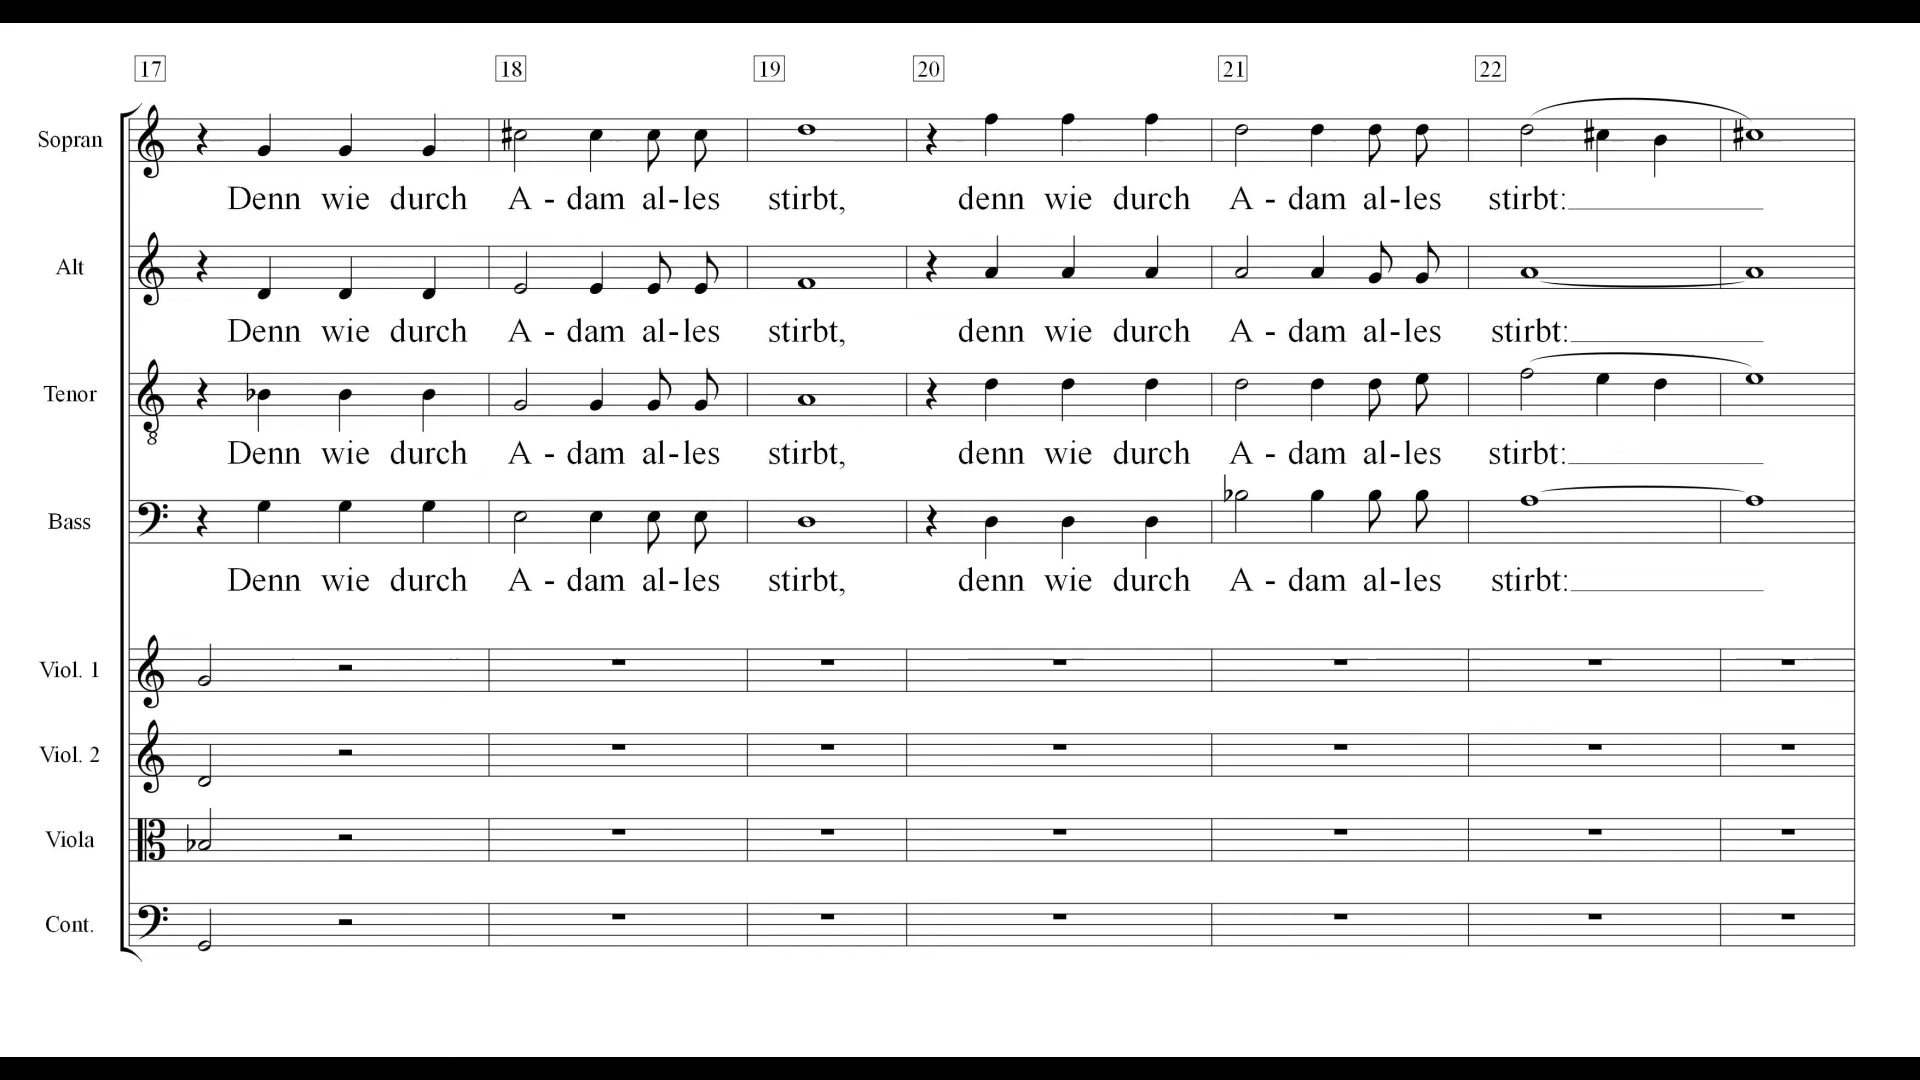 17 18 19 20 21 22
Sopran
Denn wie durch A - dam al-les stirbt, denn wie durch A - dam al-les stirbt:
Alt
Denn wie durch A - dam al-les stirbt, denn wie durch A - dam al-les stirbt:
Tenor
8
Denn wie durch A - dam al-les stirbt, denn wie durch A - dam al-les stirbt:
Bass
Denn wie durch A - dam al-les stirbt, denn wie durch A - dam al-les stirbt:
Viol. 1
Viol. 2
Viola
Cont.